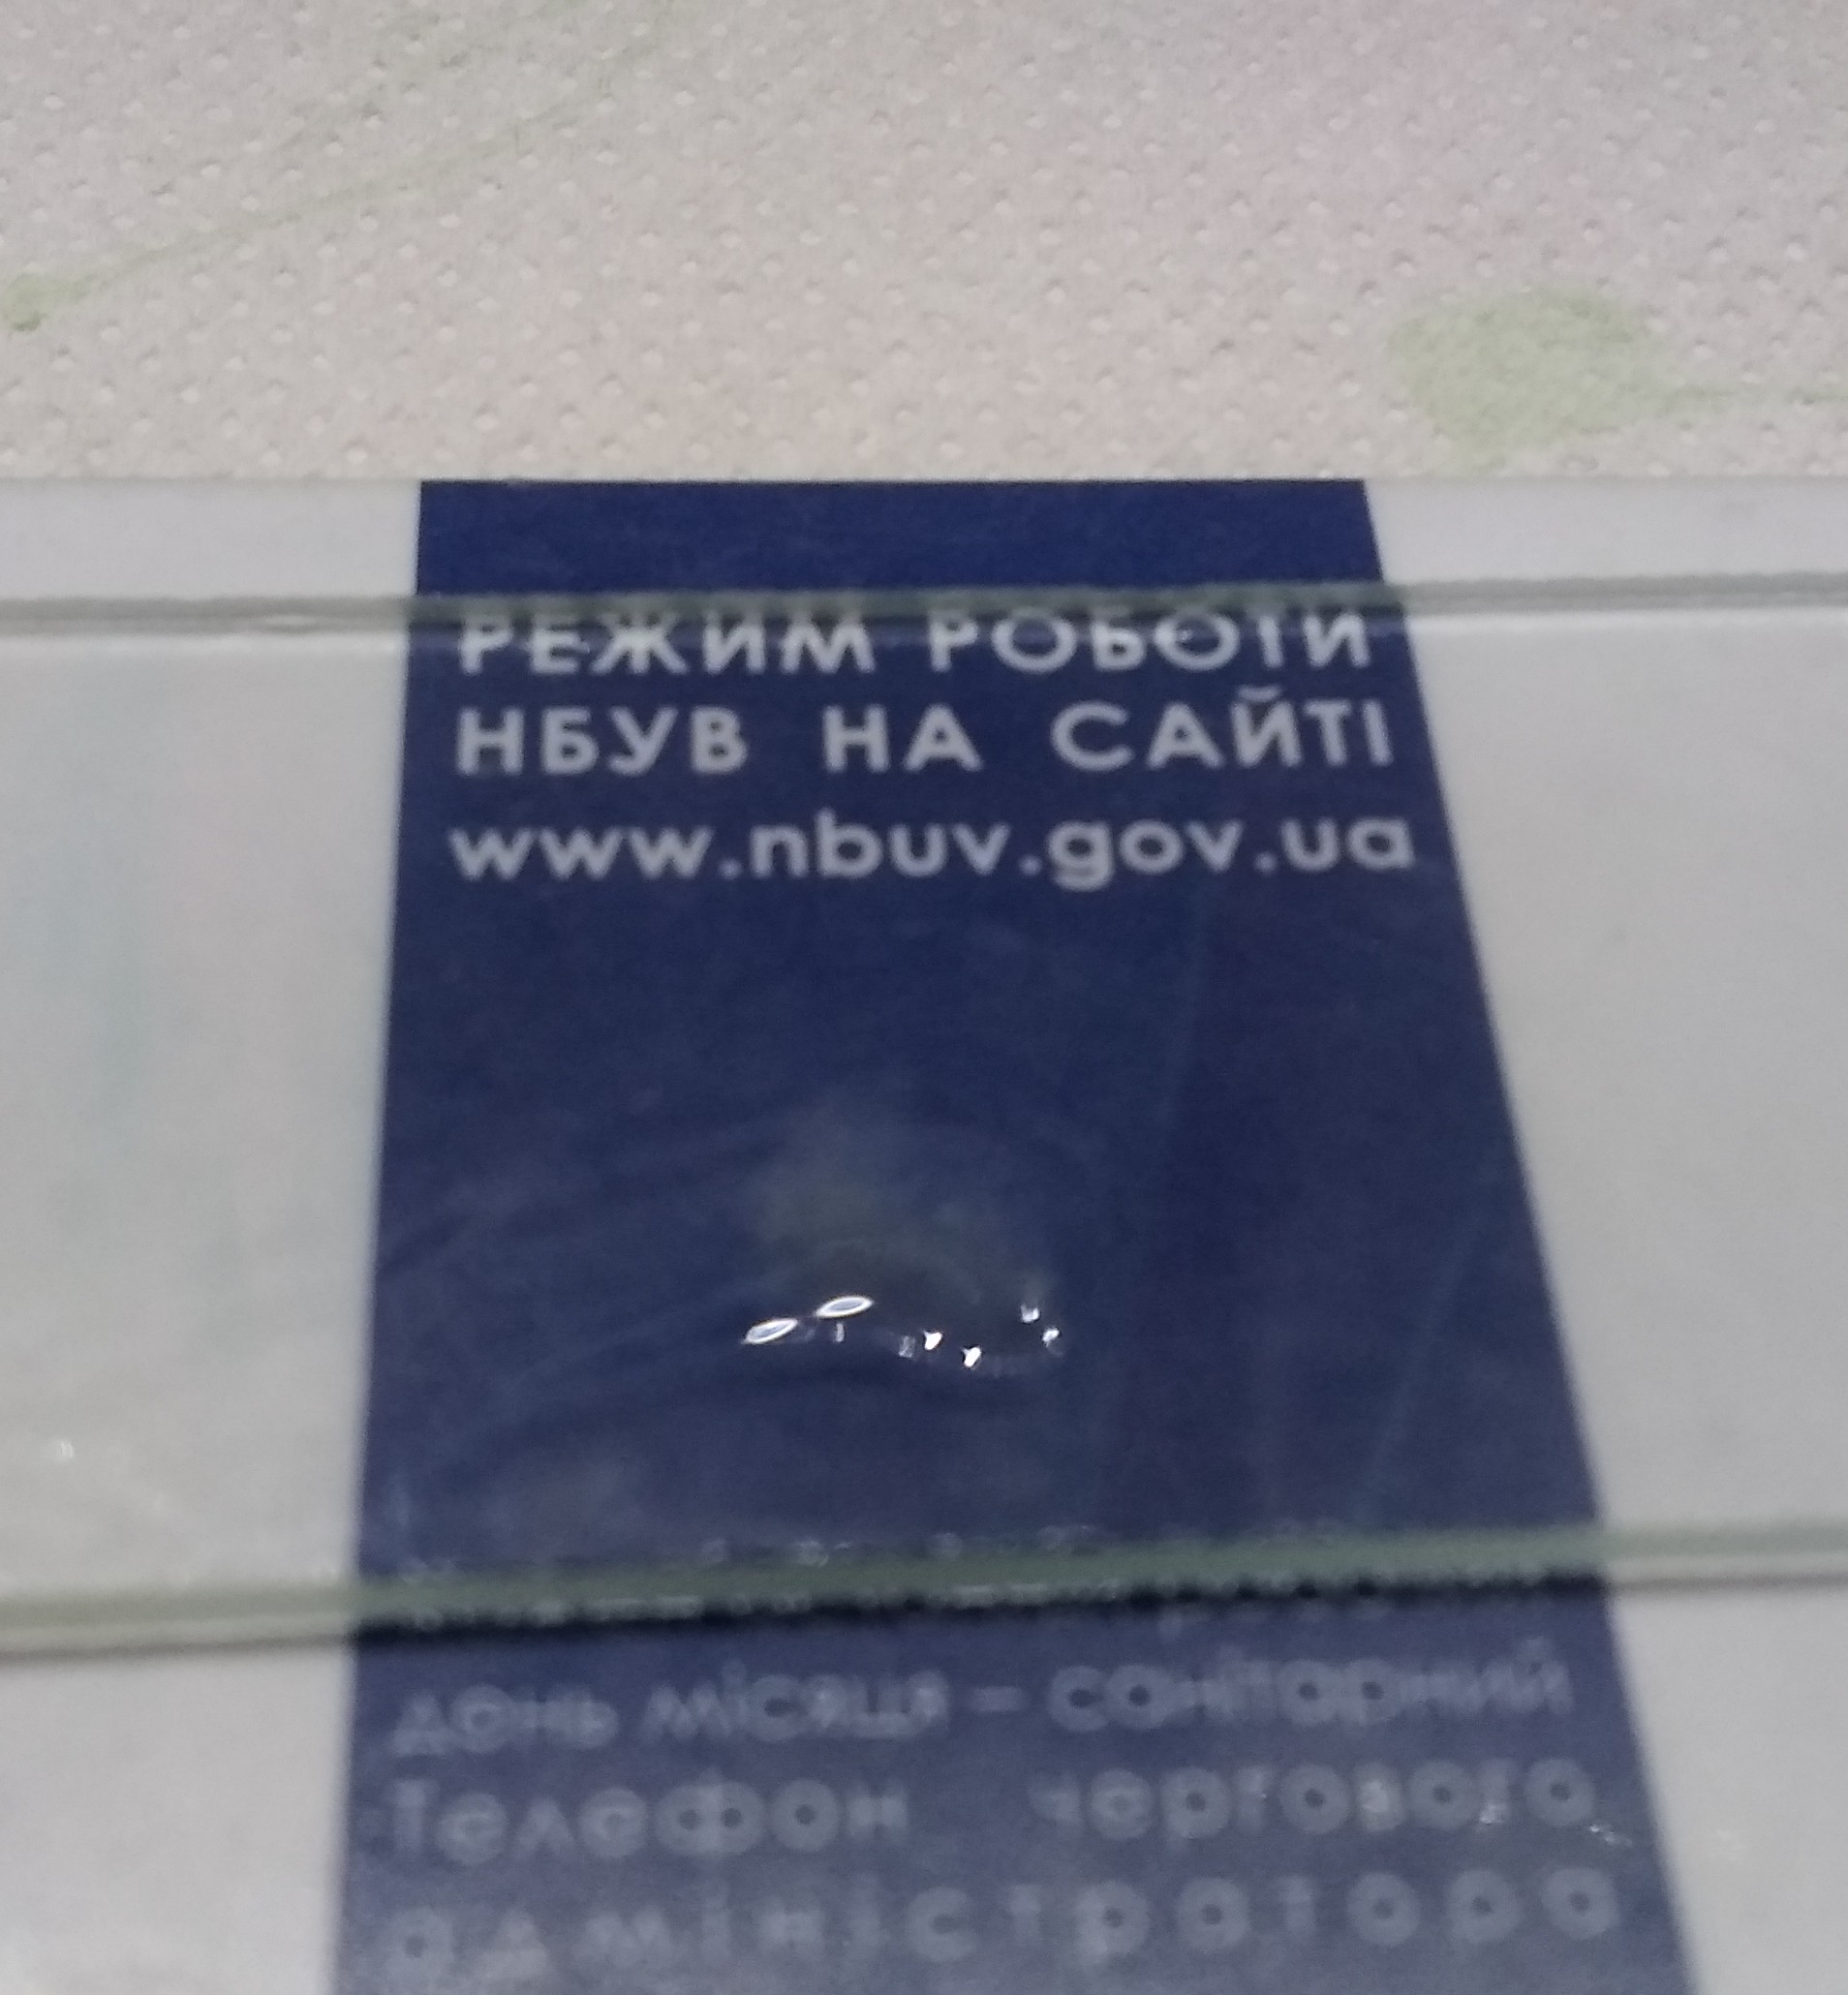 РЕЖИМ РОБОТИ
НБУВ НА САЙТІ
www.nbuv.gov.ua
день місяця – санітарний
Телефон чергового
адміністратора